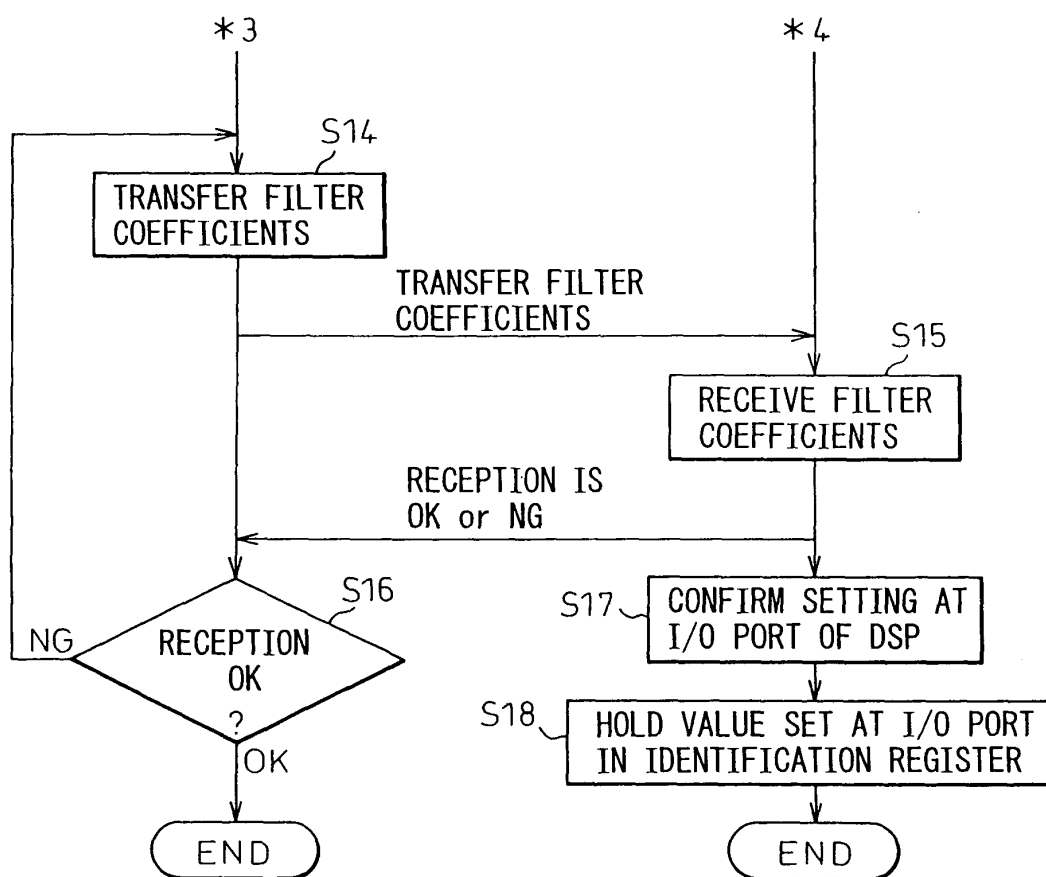 *3
*4
S14
TRANSFER FILTER
COEFFICIENTS
TRANSFER FILTER
COEFFICIENTS
S15
RECEIVE FILTER
COEFFICIENTS
RECEPTION IS
OK or NG
S16
NG
RECEPTION
OK
?
OK
S17
CONFIRM SETTING AT
I/O PORT OF DSP
S18
HOLD VALUE SET AT I/O PORT
IN IDENTIFICATION REGISTER
END
END